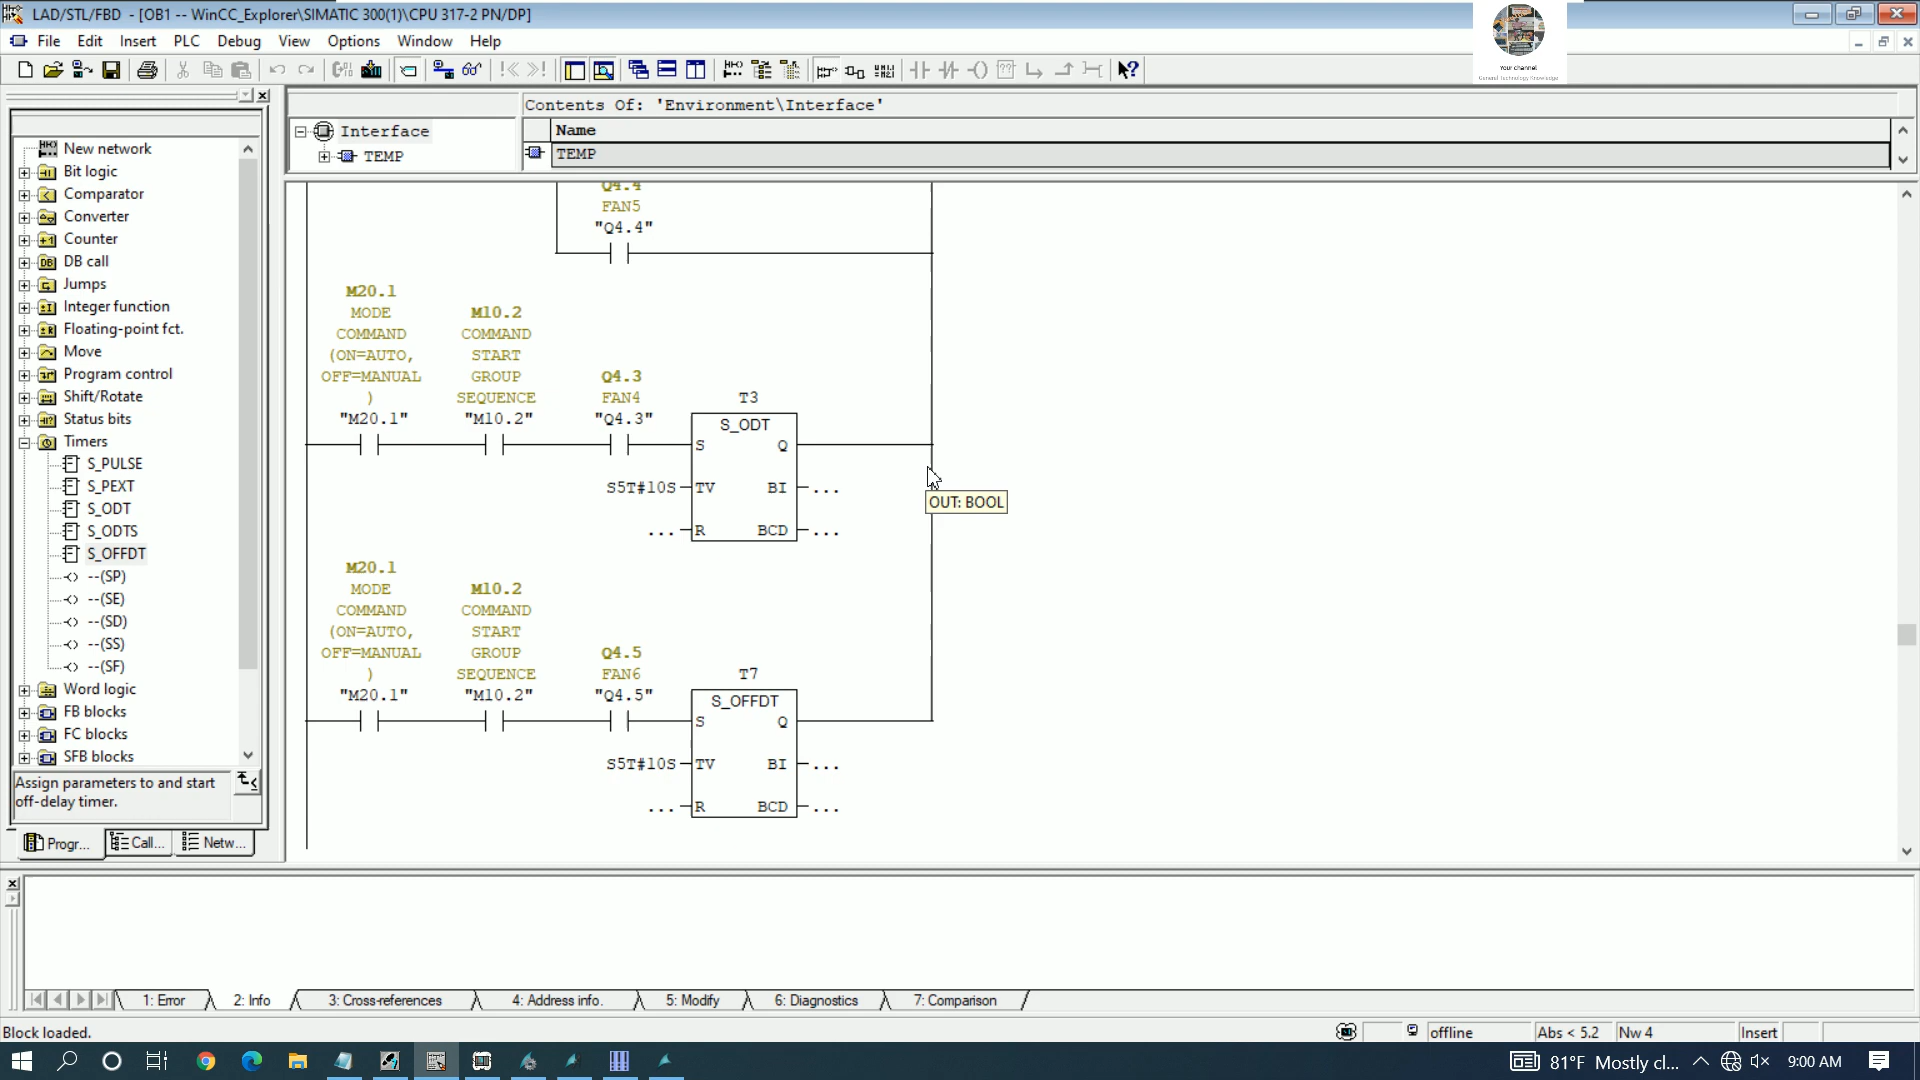 LAD/STL/FBD - [OB1 -- WinCC_Explorer\SIMATIC 300(1)\CPU 317-2 PN/DP]
File Edit Insert PLC Debug View Options Window Help
Your channel
General Technology Knowledge
Contents Of: 'Environment\Interface'
Interface
TEMP
Name
TEMP
New network
Bit logic
Comparator
Converter
Counter
DB call
Jumps
Integer function
Floating-point fct.
Move
Program control
Shift/Rotate
Status bits
Timers
S_PULSE
S_PEXT
S_ODT
S_ODTS
S_OFFDT
--(SP)
--(SE)
--(SD)
--(SS)
--(SF)
Word logic
FB blocks
FC blocks
SFB blocks
Assign parameters to and start
off-delay timer.
Progr... Call... Netw...
Q4.4
FAN5
"Q4.4"
M20.1
MODE
COMMAND
(ON=AUTO,
OFF=MANUAL
)
"M20.1"
M10.2
COMMAND
START
GROUP
SEQUENCE
"M10.2"
Q4.3
FAN4
"Q4.3"
T3
S_ODT
S Q
S5T#10S TV BI ...
... R BCD ...
OUT: BOOL
M20.1
MODE
COMMAND
(ON=AUTO,
OFF=MANUAL
)
"M20.1"
M10.2
COMMAND
START
GROUP
SEQUENCE
"M10.2"
Q4.5
FAN6
"Q4.5"
T7
S_OFFDT
S Q
S5T#10S TV BI ...
... R BCD ...
1: Error 2: Info 3: Cross-references 4: Address info. 5: Modify 6: Diagnostics 7: Comparison
Block loaded.
offline Abs < 5.2 Nw 4 Insert
81°F Mostly cl... 9:00 AM